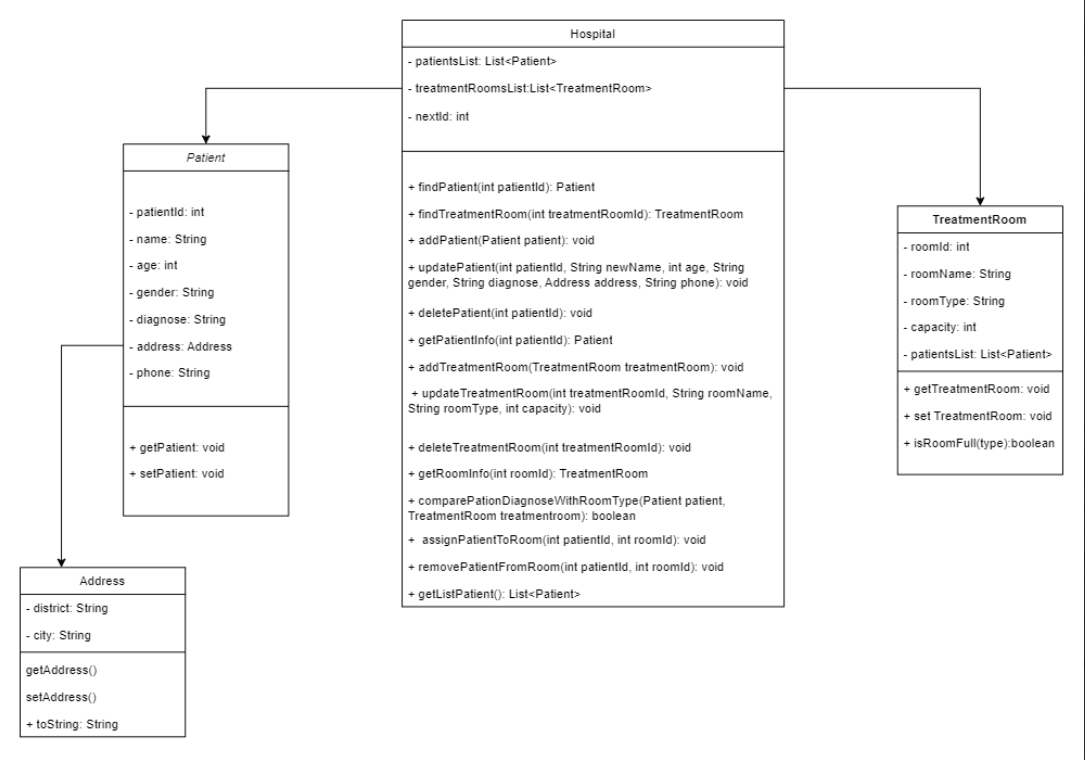 Hospital
- patientsList: List<Patient>
- treatmentRoomsList:List<TreatmentRoom>
- nextId: int
+ findPatient(int patientId): Patient
+ findTreatmentRoom(int treatmentRoomId): TreatmentRoom
+ addPatient(Patient patient): void
+ updatePatient(int patientId, String newName, int age, String
gender, String diagnose, Address address, String phone): void
+ deletePatient(int patientId): void
+ getPatientInfo(int patientId): Patient
+ addTreatmentRoom(TreatmentRoom treatmentRoom): void
+ updateTreatmentRoom(int treatmentRoomId, String roomName,
String roomType, int capacity): void
+ deleteTreatmentRoom(int treatmentRoomId): void
+ getRoomInfo(int roomId): TreatmentRoom
+ comparePationDiagnoseWithRoomType(Patient patient,
TreatmentRoom treatmentroom): boolean
+ assignPatientToRoom(int patientId, int roomId): void
+ removePatientFromRoom(int patientId, int roomId): void
+ getListPatient(): List<Patient>
Patient
- patientId: int
- name: String
- age: int
- gender: String
- diagnose: String
- address: Address
- phone: String
+ getPatient: void
+ setPatient: void
TreatmentRoom
- roomId: int
- roomName: String
- roomType: String
- capacity: int
- patientsList: List<Patient>
+ getTreatmentRoom: void
+ set TreatmentRoom: void
+ isRoomFull(type):boolean
Address
- district: String
- city: String
getAddress()
setAddress()
+ toString: String